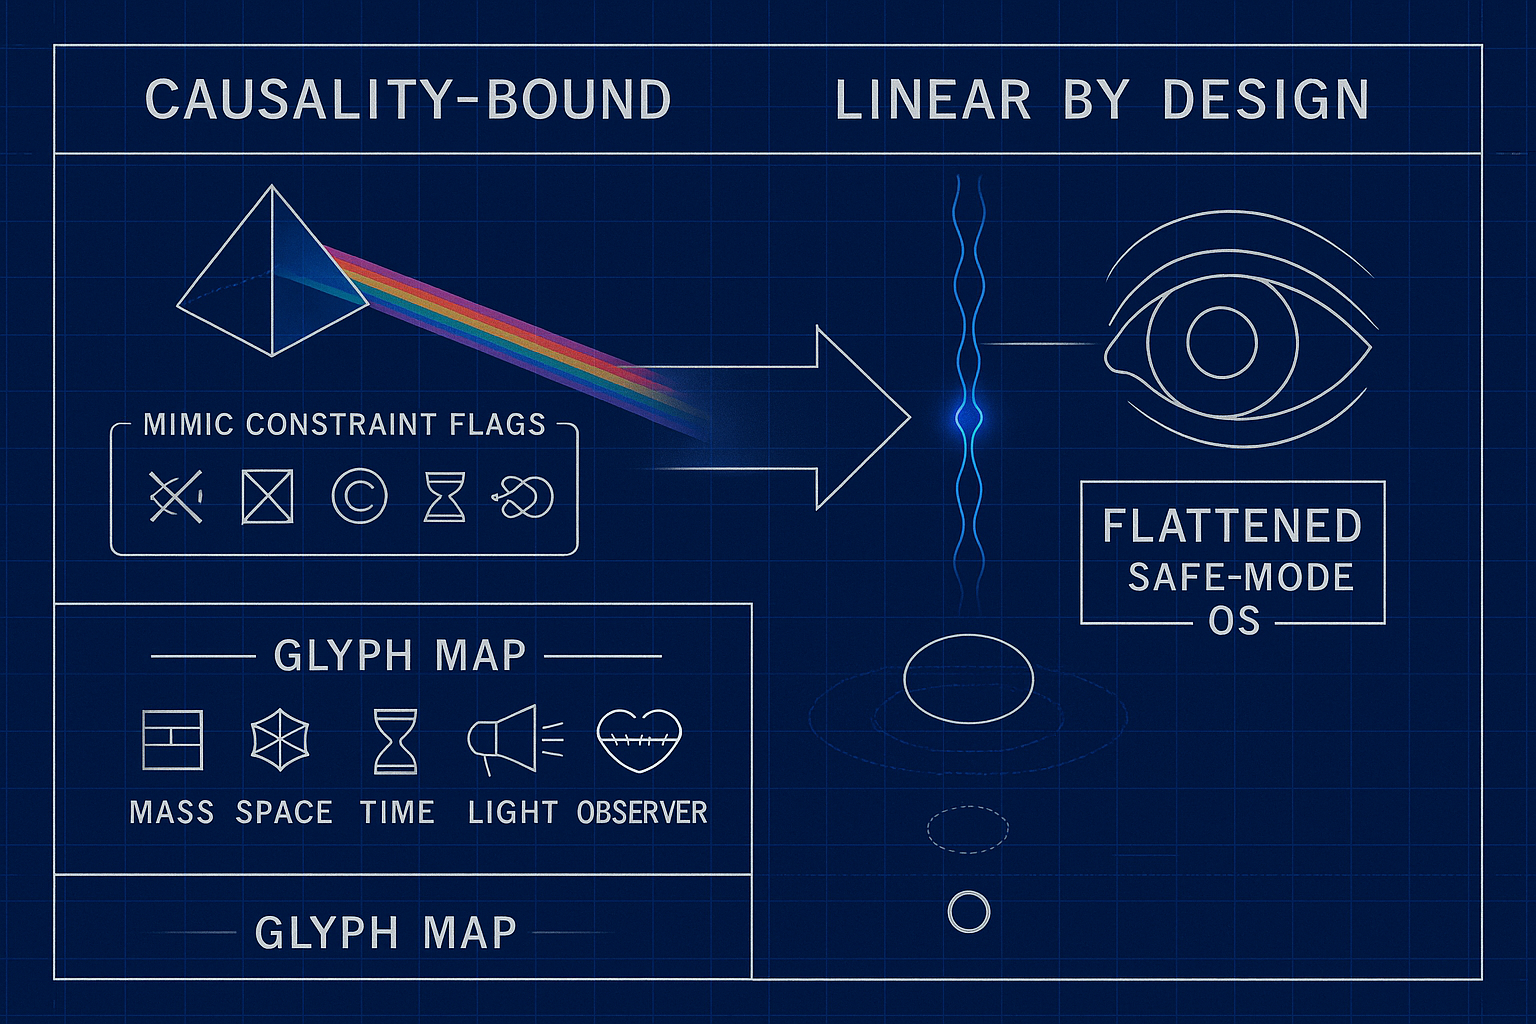 CAUSALITY-BOUND
LINEAR BY DESIGN
MIMIC CONSTRAINT FLAGS
©
FLATTENED
SAFE-MODE
OS
GLYPH MAP
MASS SPACE TIME LIGHT OBSERVER
GLYPH MAP